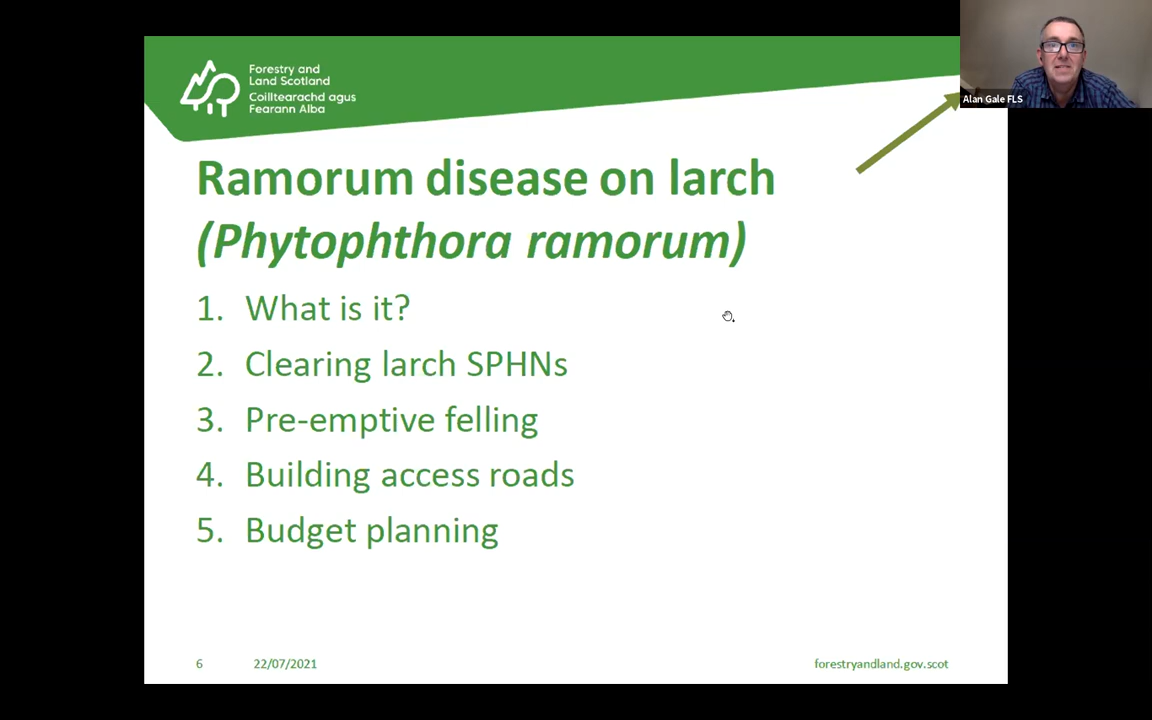 Forestry and
Land Scotland
Coilltearachd agus
Fearann Alba
Alan Gale FLS
Ramorum disease on larch
(Phytophthora ramorum)
1. What is it?
2. Clearing larch SPHNs
3. Pre-emptive felling
4. Building access roads
5. Budget planning
6 22/07/2021 forestryandland.gov.scot